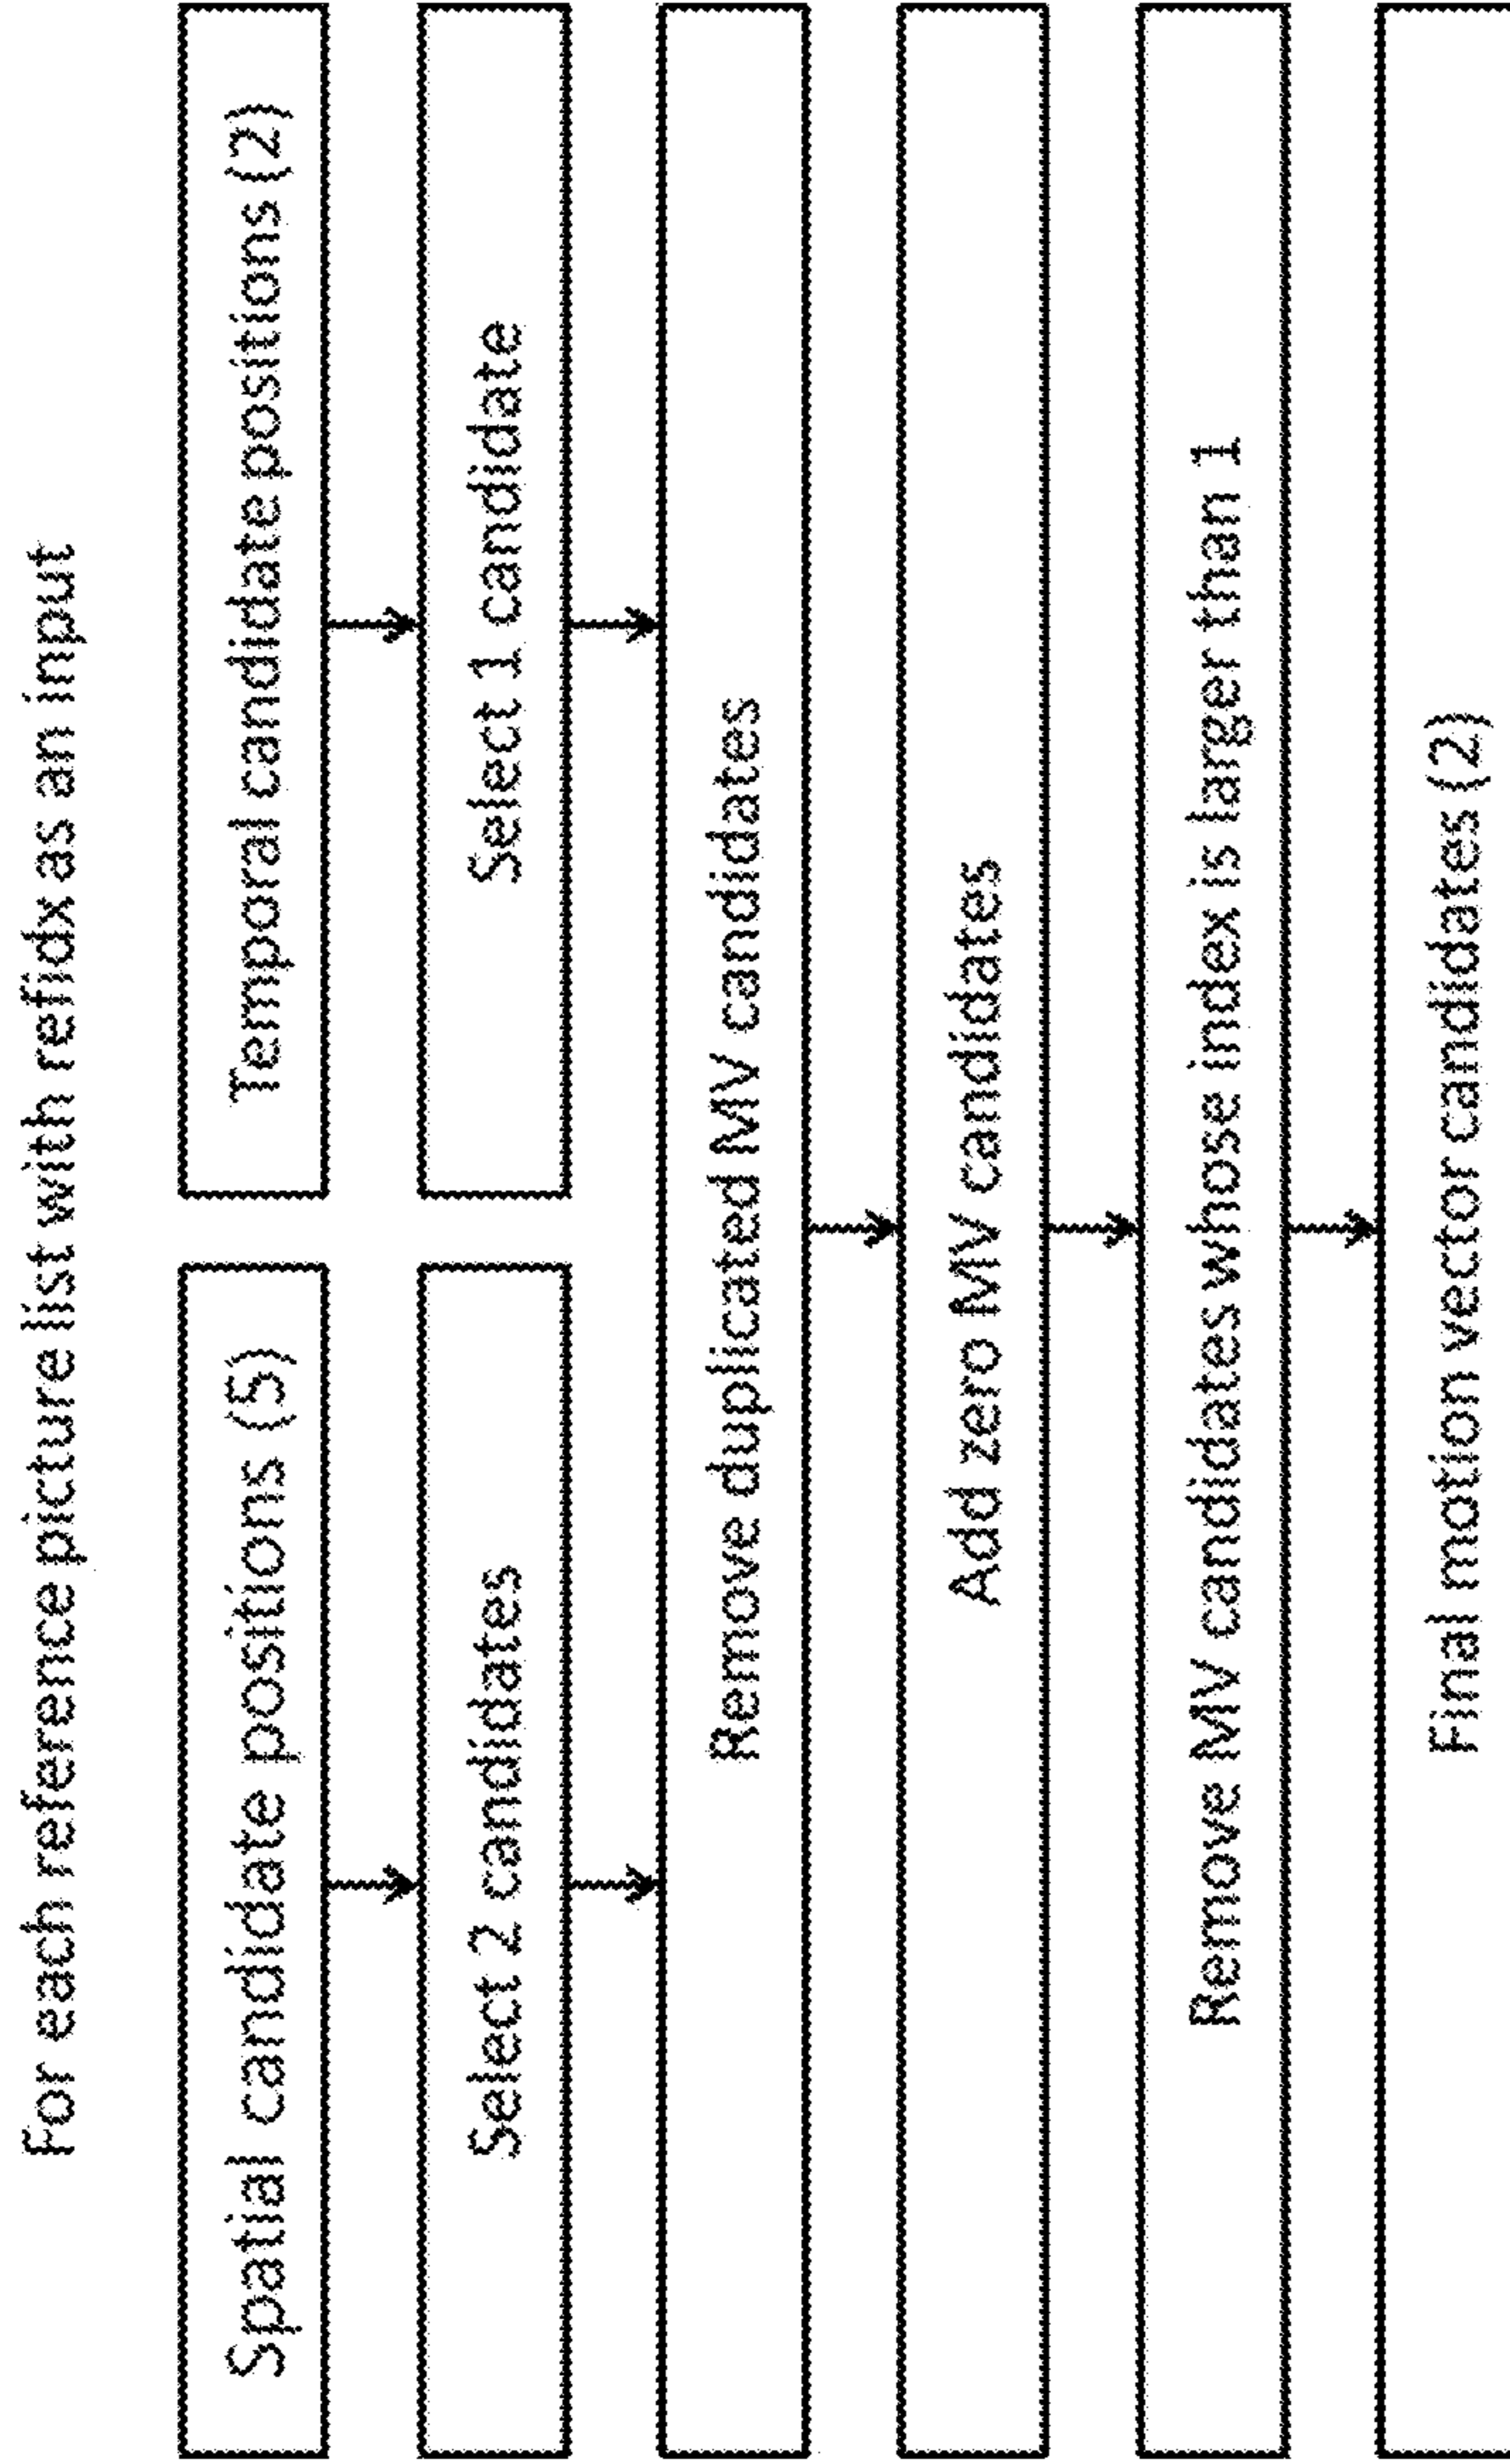 For each reference picture list with refidx as an input
Spatial candidate positions (5)
Temporal candidate positions (2)
Select 2 candidates
Select 1 candidate
Remove duplicated MV candidates
Add zero MV candidates
Remove MV candidates whose index is larger than 1
Final motion vector candidates (2)